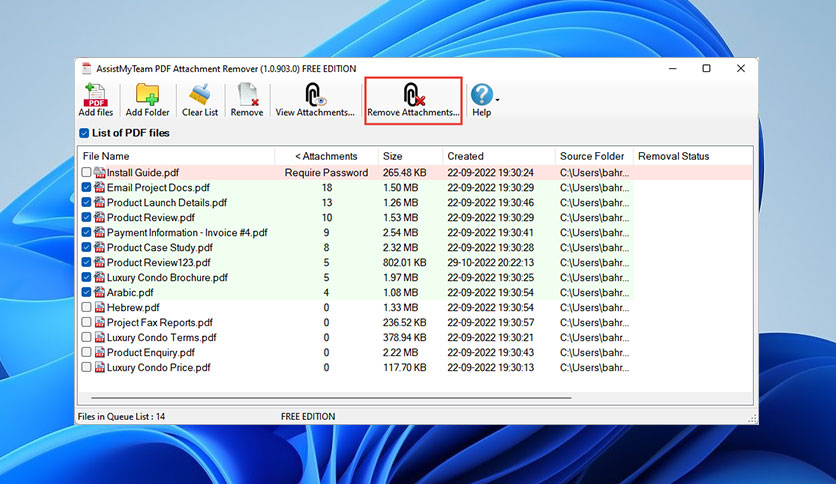 AssistMyTeam PDF Attachment Remover (1.0.903.0) FREE EDITION
PDF
Add files Add Folder Clear List Remove View Attachments... Remove Attachments... Help
List of PDF files
File Name < Attachments Size Created Source Folder Removal Status
Install Guide.pdf Require Password 265.48 KB 22-09-2022 19:30:24 C:\Users\bahr...
Email Project Docs.pdf 18 1.50 MB 22-09-2022 19:30:29 C:\Users\bahr...
Product Launch Details.pdf 13 1.26 MB 22-09-2022 19:30:46 C:\Users\bahr...
Product Review.pdf 10 1.53 MB 22-09-2022 19:30:29 C:\Users\bahr...
Payment Information - Invoice #4.pdf 9 2.54 MB 22-09-2022 19:30:41 C:\Users\bahr...
Product Case Study.pdf 8 2.32 MB 22-09-2022 19:30:28 C:\Users\bahr...
Product Review123.pdf 5 802.01 KB 29-10-2022 20:22:13 C:\Users\bahr...
Luxury Condo Brochure.pdf 5 1.97 MB 22-09-2022 19:30:25 C:\Users\bahr...
Arabic.pdf 4 1.08 MB 22-09-2022 19:30:54 C:\Users\bahr...
Hebrew.pdf 0 1.33 MB 22-09-2022 19:30:54 C:\Users\bahr...
Project Fax Reports.pdf 0 236.52 KB 22-09-2022 19:30:57 C:\Users\bahr...
Luxury Condo Terms.pdf 0 378.94 KB 22-09-2022 19:30:21 C:\Users\bahr...
Product Enquiry.pdf 0 2.22 MB 22-09-2022 19:30:43 C:\Users\bahr...
Luxury Condo Price.pdf 0 117.70 KB 22-09-2022 19:30:13 C:\Users\bahr...
Files in Queue List : 14 FREE EDITION